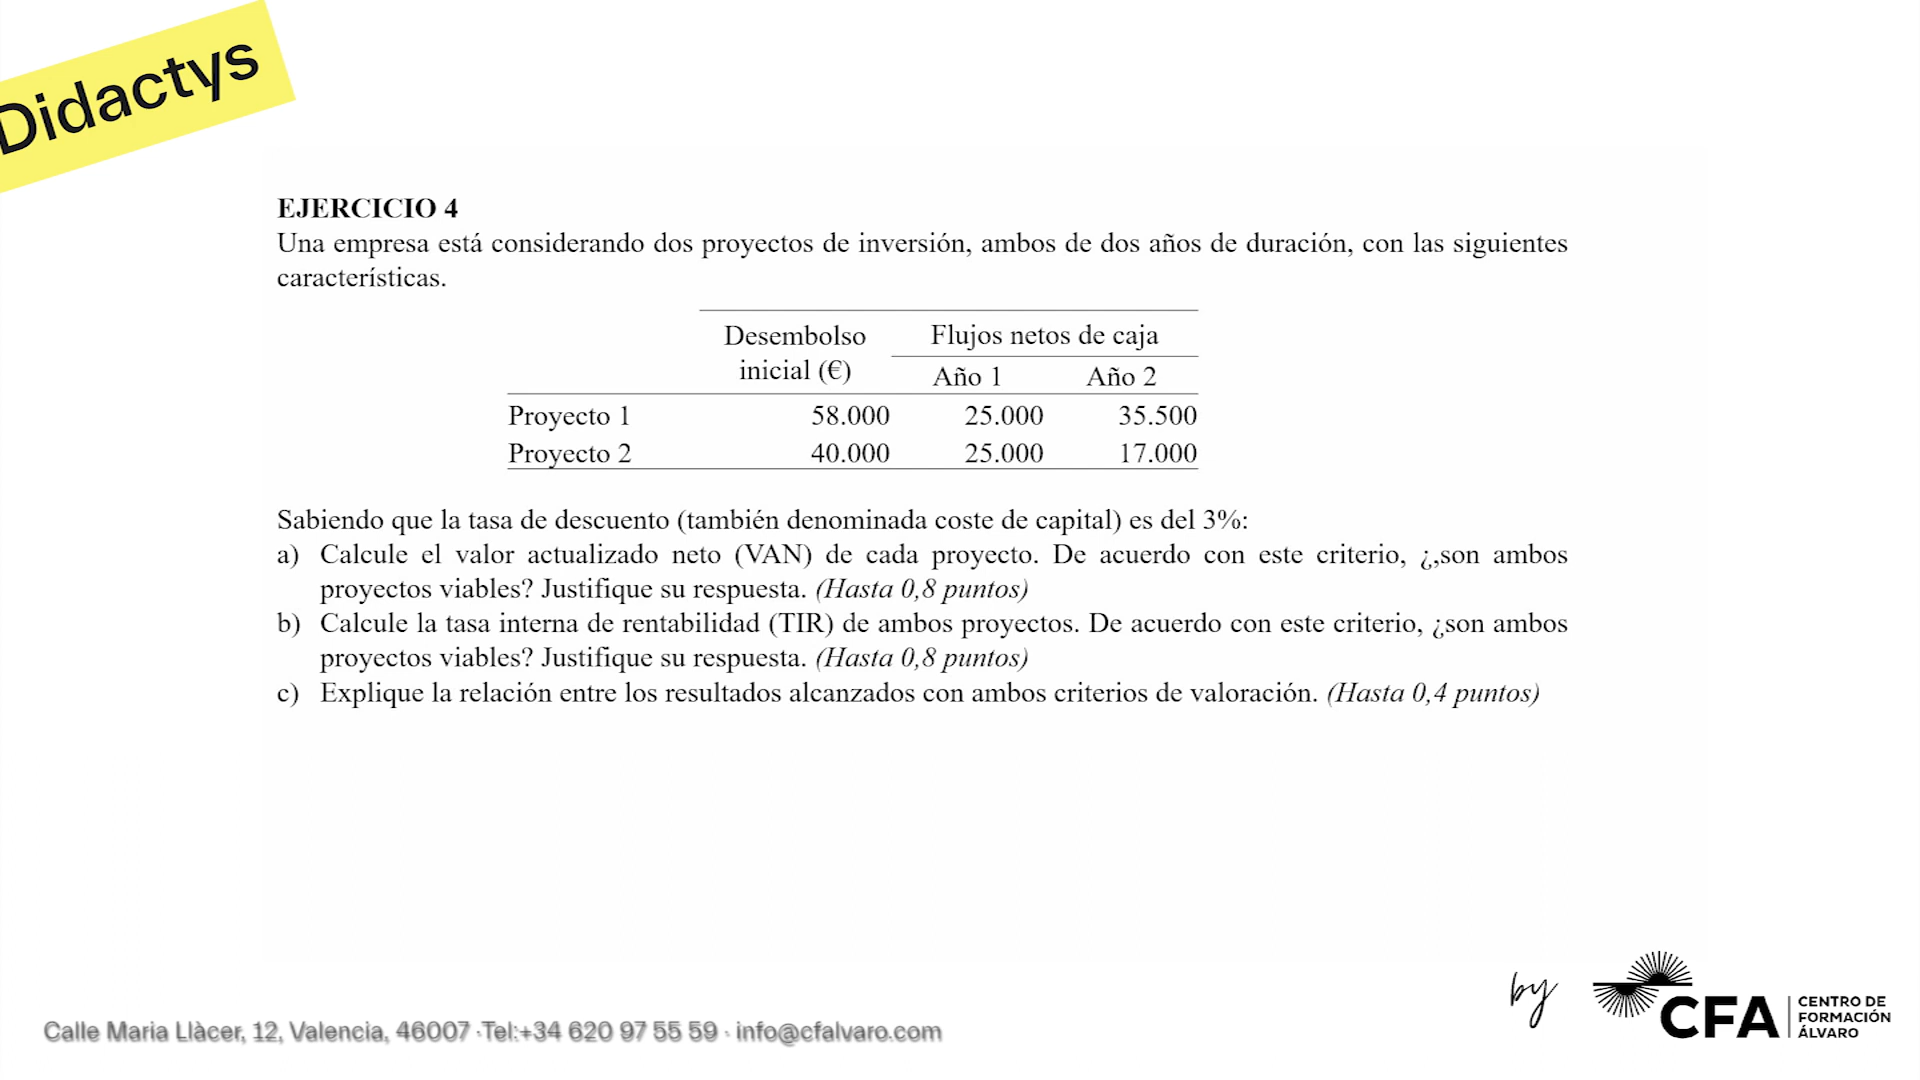 Didactys
EJERCICIO 4
Una empresa está considerando dos proyectos de inversión, ambos de dos años de duración, con las siguientes
características.
Desembolso inicial (€) Flujos netos de caja
Año 1 Año 2
Proyecto 1 58.000 25.000 35.500
Proyecto 2 40.000 25.000 17.000
Sabiendo que la tasa de descuento (también denominada coste de capital) es del 3%:
a) Calcule el valor actualizado neto (VAN) de cada proyecto. De acuerdo con este criterio, ¿,son ambos
proyectos viables? Justifique su respuesta. (Hasta 0,8 puntos)
b) Calcule la tasa interna de rentabilidad (TIR) de ambos proyectos. De acuerdo con este criterio, ¿son ambos
proyectos viables? Justifique su respuesta. (Hasta 0,8 puntos)
c) Explique la relación entre los resultados alcanzados con ambos criterios de valoración. (Hasta 0,4 puntos)
by
CFA
CENTRO DE
FORMACIÓN
ÁLVARO
Calle Maria Llàcer, 12, Valencia, 46007 · Tel:+34 620 97 55 59 · info@cfalvaro.com